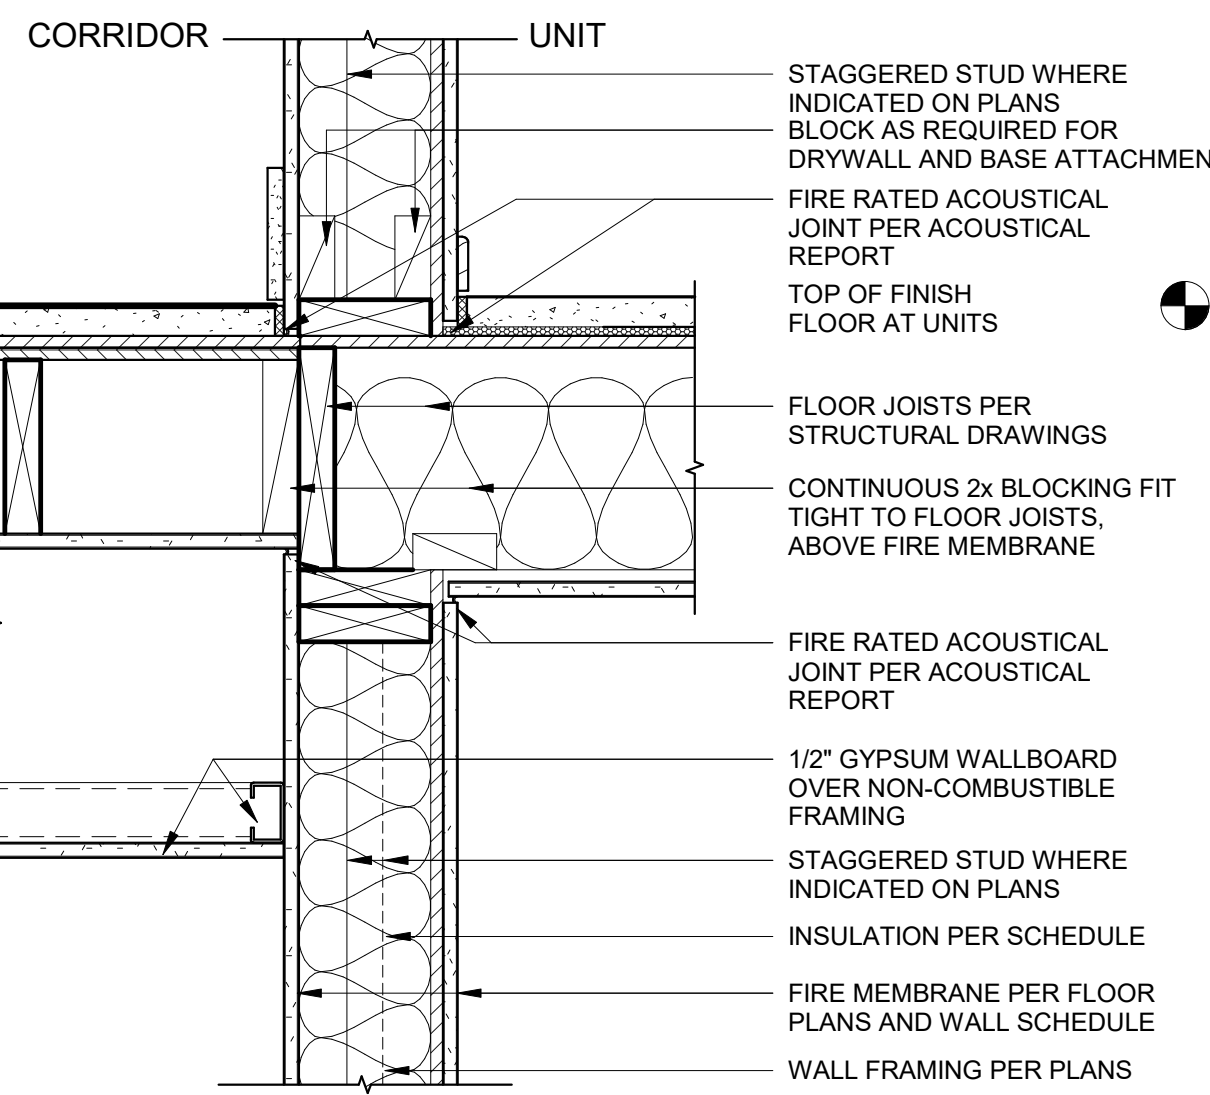 CORRIDOR
UNIT
STAGGERED STUD WHERE
INDICATED ON PLANS
BLOCK AS REQUIRED FOR
DRYWALL AND BASE ATTACHMEN
FIRE RATED ACOUSTICAL
JOINT PER ACOUSTICAL
REPORT
TOP OF FINISH
FLOOR AT UNITS
FLOOR JOISTS PER
STRUCTURAL DRAWINGS
CONTINUOUS 2x BLOCKING FIT
TIGHT TO FLOOR JOISTS,
ABOVE FIRE MEMBRANE
FIRE RATED ACOUSTICAL
JOINT PER ACOUSTICAL
REPORT
1/2" GYPSUM WALLBOARD
OVER NON-COMBUSTIBLE
FRAMING
STAGGERED STUD WHERE
INDICATED ON PLANS
INSULATION PER SCHEDULE
FIRE MEMBRANE PER FLOOR
PLANS AND WALL SCHEDULE
WALL FRAMING PER PLANS